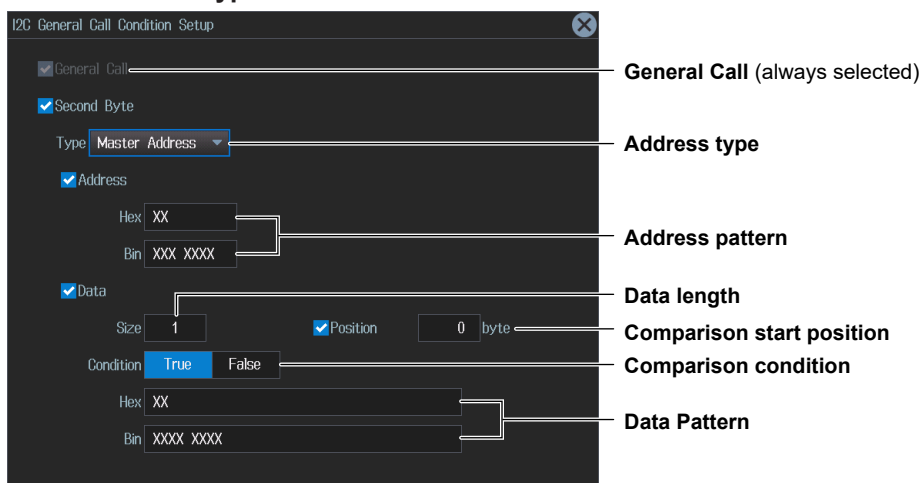 I2C General Call Condition Setup
General Call
General Call (always selected)
Second Byte
Type Master Address
Address type
Address
Hex XX
Address pattern
Bin XXX XXXX
Data
Data length
Size 1 Position 0 byte
Comparison start position
Condition True False
Comparison condition
Hex XX
Data Pattern
Bin XXXX XXXX